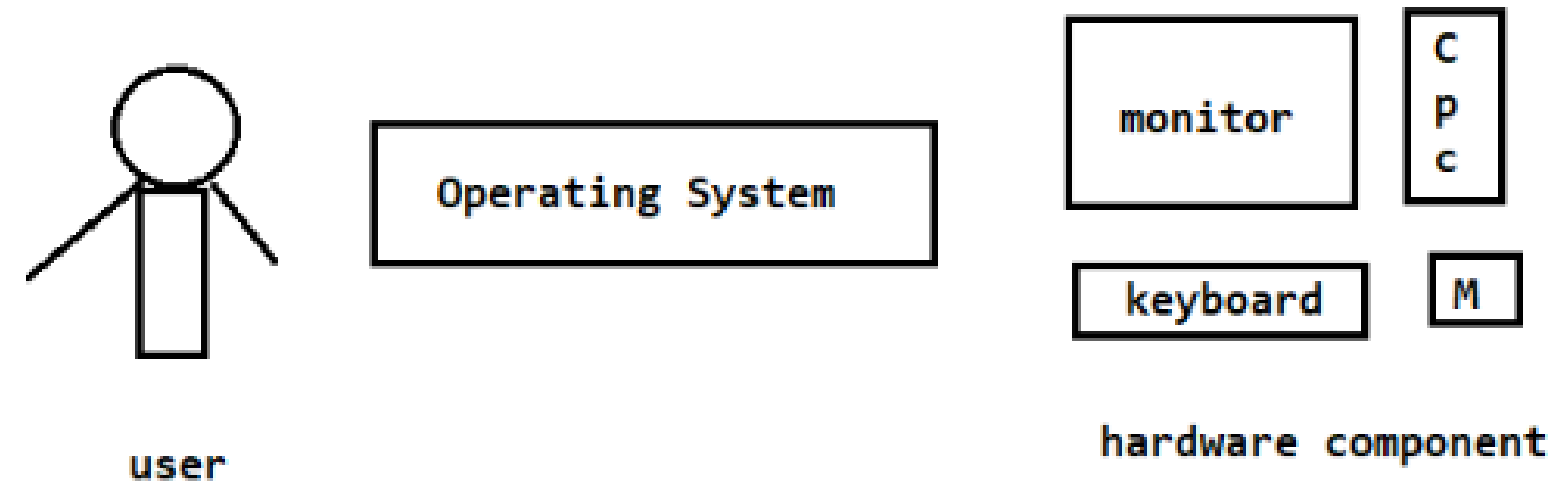 Operating System
monitor
C
p
c
keyboard
M
user
hardware component